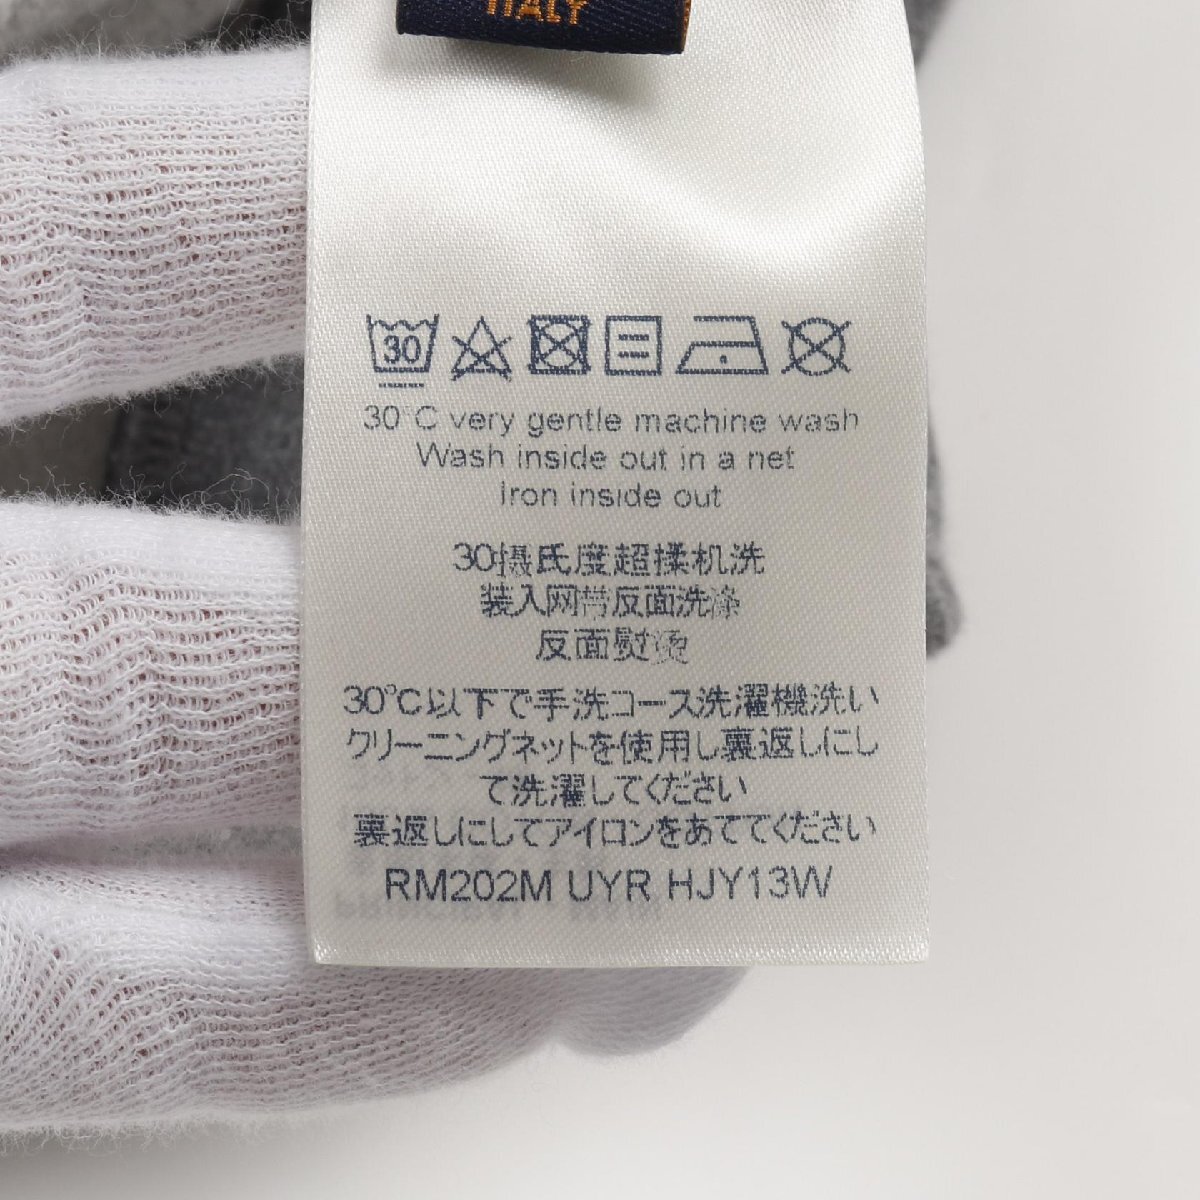 ITALY
30
30°C very gentle machine wash
Wash inside out in a net
Iron inside out
30摄氏度超揉机洗
装入网带反面洗涤
反面熨烫
30℃以下で手洗コース洗濯機洗い
クリーニングネットを使用し裏返しにし
て洗濯してください
裏返しにしてアイロンをあててください
RM202M UYR HJY13W